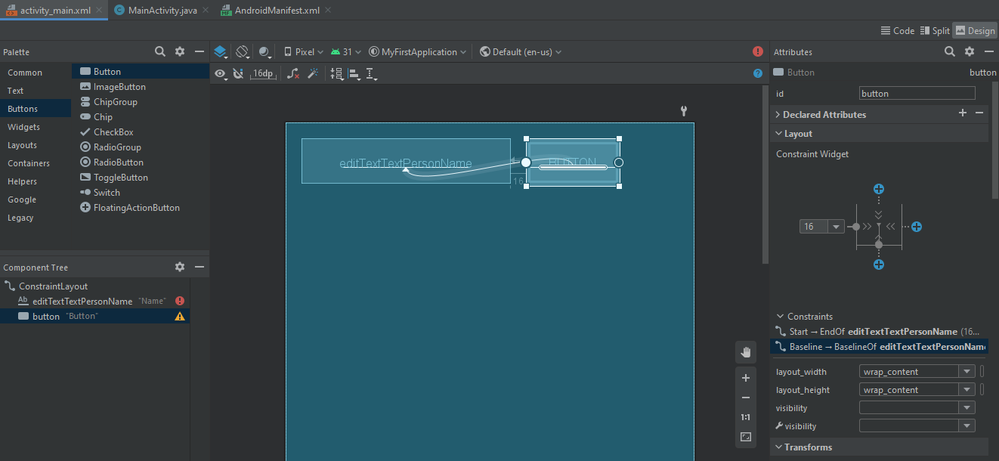 activity_main.xml MainActivity.java AndroidManifest.xml
Code Split Design
Palette Pixel 31 MyFirstApplication Default (en-us) Attributes
16dp
Common
Text
Buttons
Widgets
Layouts
Containers
Helpers
Google
Legacy
Button
ImageButton
ChipGroup
Chip
CheckBox
RadioGroup
RadioButton
ToggleButton
Switch
FloatingActionButton
Component Tree
ConstraintLayout
Ab editTextTextPersonName "Name"
button "Button"
editTextTextPersonName
BUTTON
16
1:1
Button button
id button
Declared Attributes
Layout
Constraint Widget
16
Constraints
Start → EndOf editTextTextPersonName (16...
Baseline → BaselineOf editTextTextPersonName
layout_width wrap_content
layout_height wrap_content
visibility
visibility
Transforms